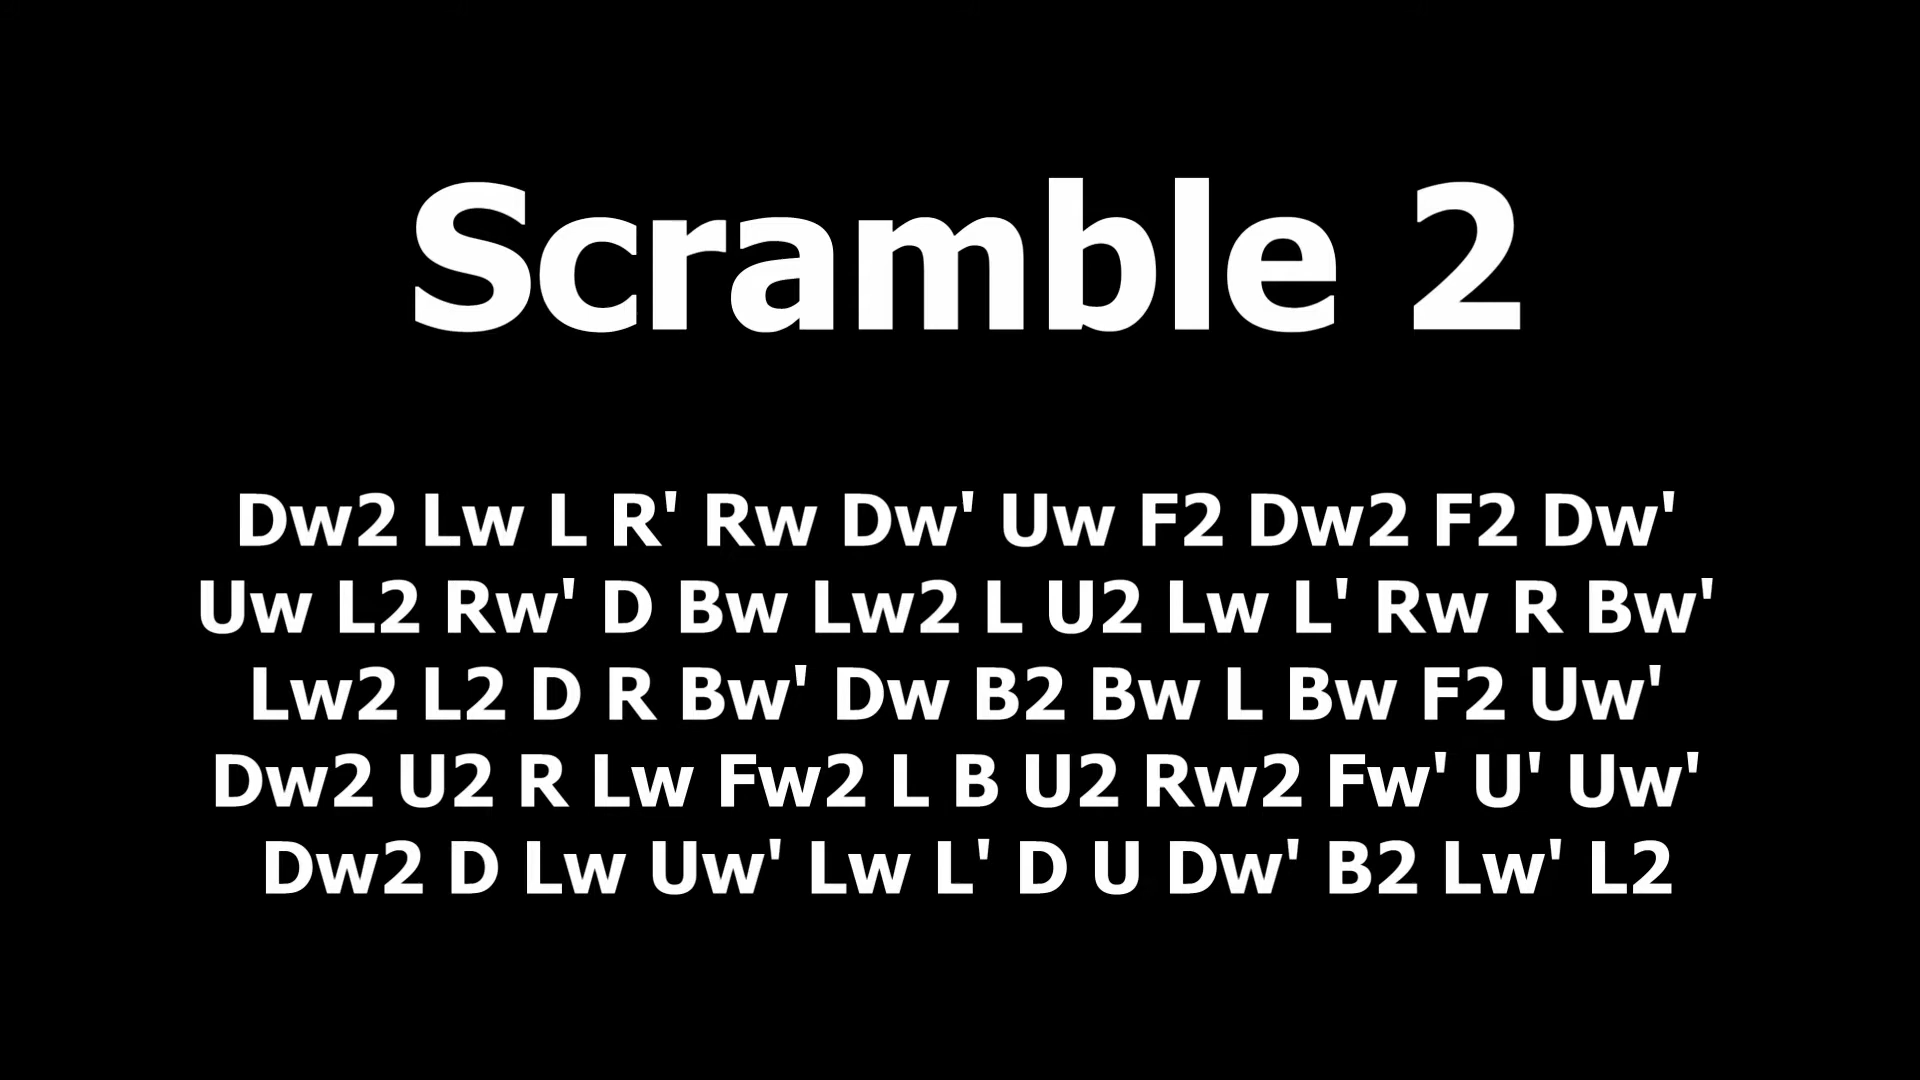 Scramble 2
Dw2 Lw L R' Rw Dw' Uw F2 Dw2 F2 Dw'
Uw L2 Rw' D Bw Lw2 L U2 Lw L' Rw R Bw'
Lw2 L2 D R Bw' Dw B2 Bw L Bw F2 Uw'
Dw2 U2 R Lw Fw2 L B U2 Rw2 Fw' U' Uw'
Dw2 D Lw Uw' Lw L' D U Dw' B2 Lw' L2